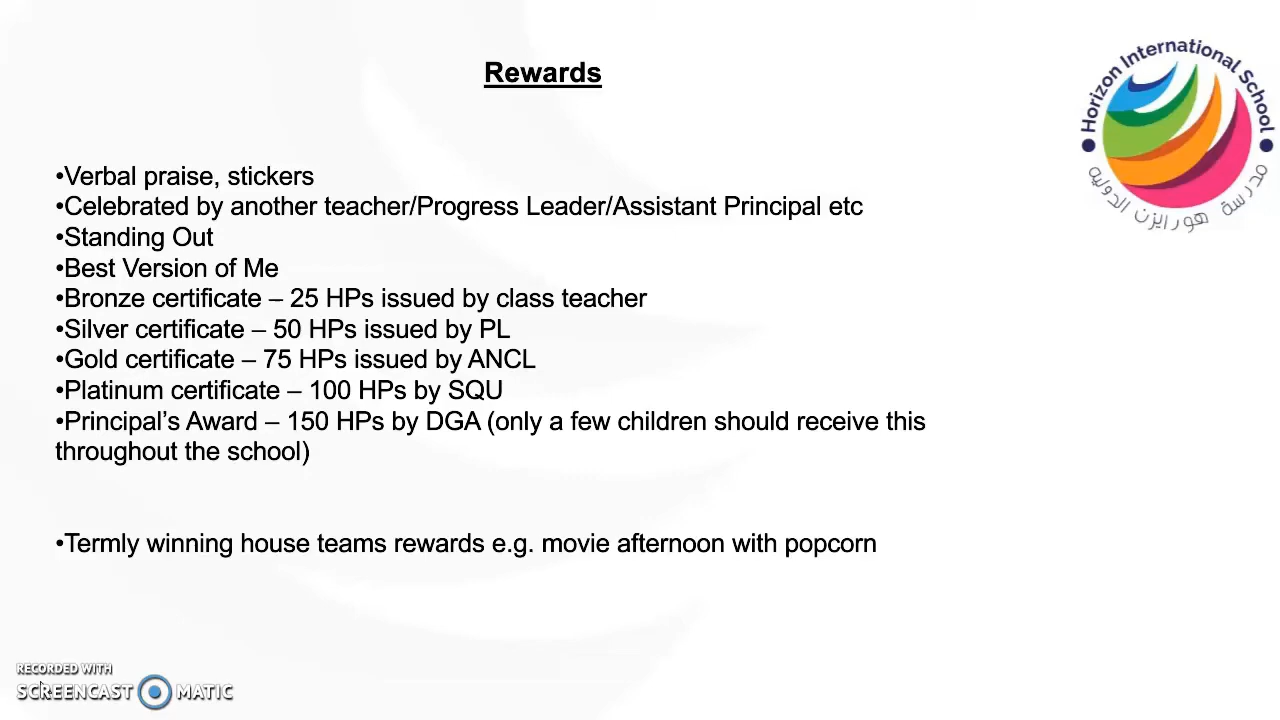 Rewards
Horizon International School
مدرسة هورايزن الدولية
•Verbal praise, stickers
•Celebrated by another teacher/Progress Leader/Assistant Principal etc
•Standing Out
•Best Version of Me
•Bronze certificate – 25 HPs issued by class teacher
•Silver certificate – 50 HPs issued by PL
•Gold certificate – 75 HPs issued by ANCL
•Platinum certificate – 100 HPs by SQU
•Principal’s Award – 150 HPs by DGA (only a few children should receive this
throughout the school)
•Termly winning house teams rewards e.g. movie afternoon with popcorn
RECORDED WITH
SCREENCAST MATIC